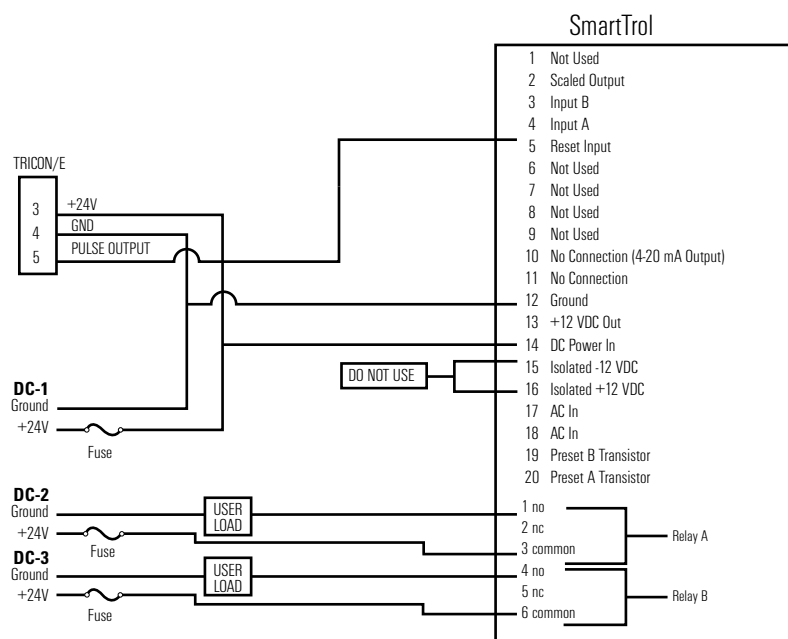 SmartTrol
1 Not Used
2 Scaled Output
3 Input B
4 Input A
5 Reset Input
6 Not Used
7 Not Used
8 Not Used
9 Not Used
10 No Connection (4-20 mA Output)
11 No Connection
12 Ground
13 +12 VDC Out
14 DC Power In
15 Isolated -12 VDC
16 Isolated +12 VDC
17 AC In
18 AC In
19 Preset B Transistor
20 Preset A Transistor
1 no
2 nc
3 common
Relay A
4 no
5 nc
6 common
Relay B
TRICON/E
3 +24V
4 GND
5 PULSE OUTPUT
DO NOT USE
DC-1
Ground
+24V
Fuse
DC-2
Ground
USER
LOAD
+24V
Fuse
DC-3
Ground
USER
LOAD
+24V
Fuse